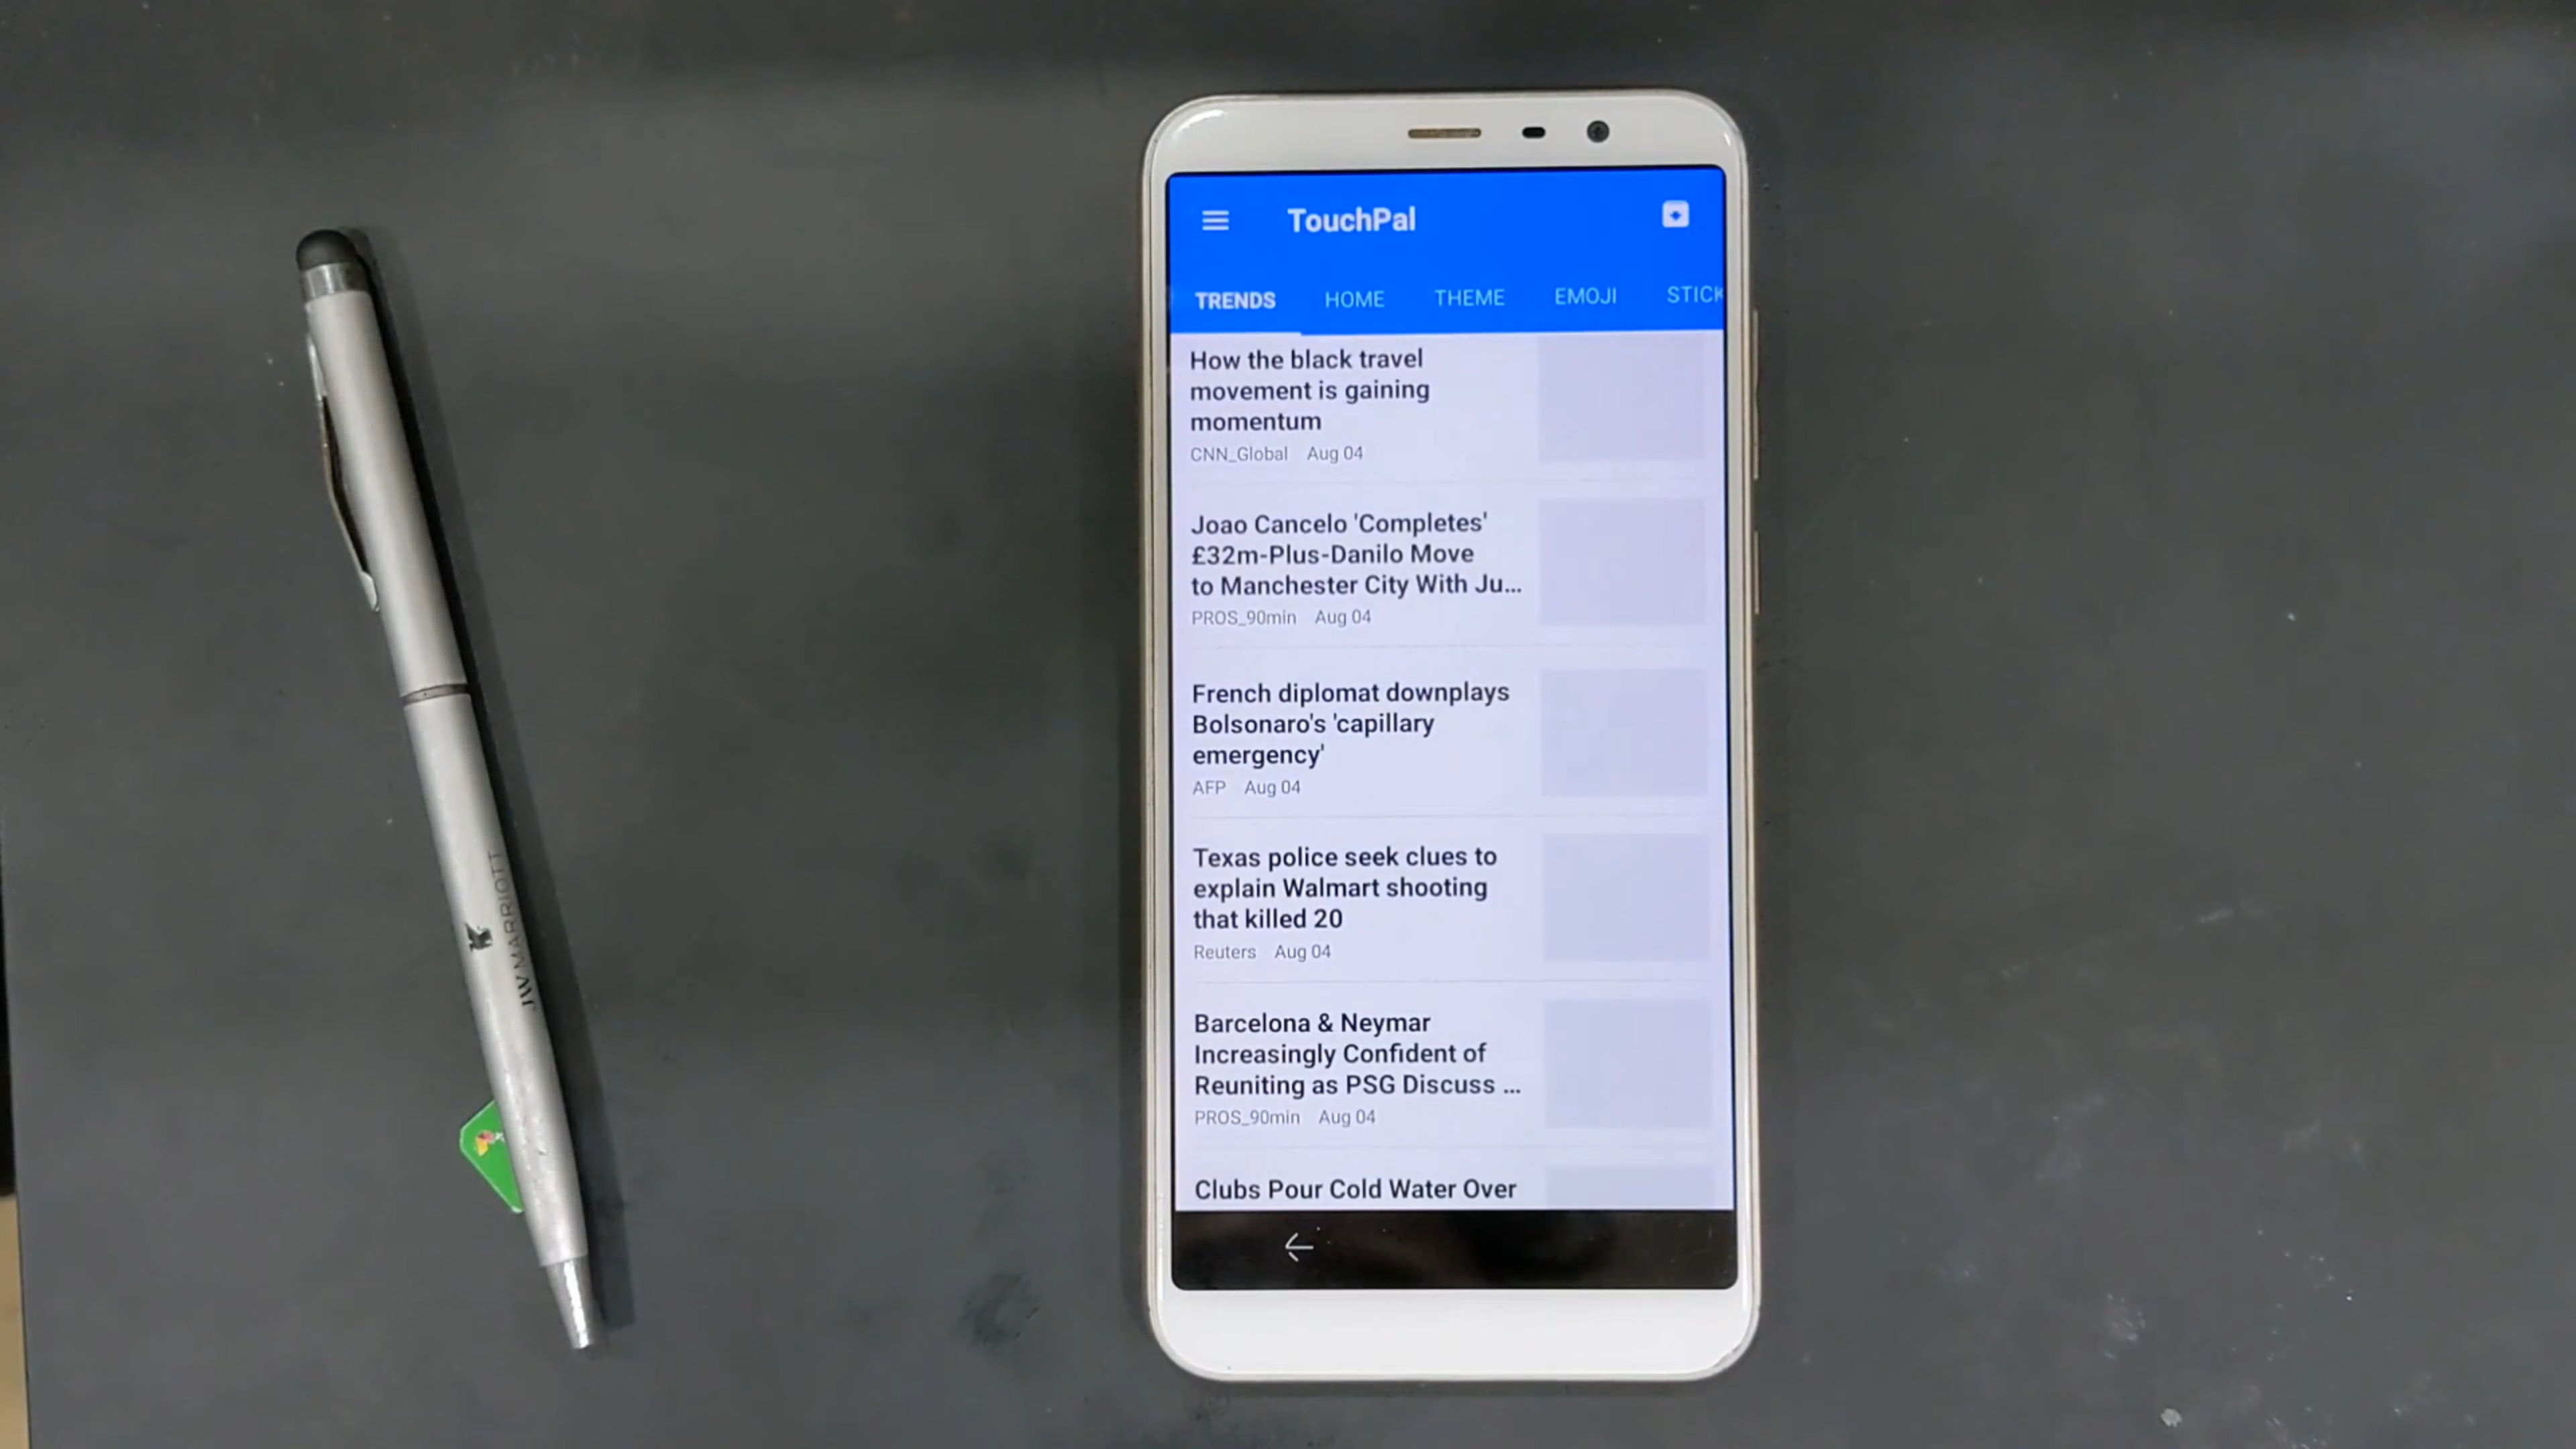 TouchPal
TRENDS HOME THEME EMOJI STICK
How the black travel
movement is gaining
momentum
CNN_Global Aug 04
Joao Cancelo 'Completes'
£32m-Plus-Danilo Move
to Manchester City With Ju...
PROS_90min Aug 04
French diplomat downplays
Bolsonaro's 'capillary
emergency'
AFP Aug 04
Texas police seek clues to
explain Walmart shooting
that killed 20
Reuters Aug 04
Barcelona & Neymar
Increasingly Confident of
Reuniting as PSG Discuss ...
PROS_90min Aug 04
Clubs Pour Cold Water Over
JW MARRIOTT